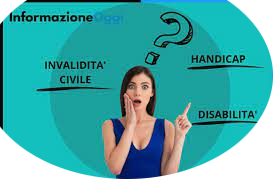 InformazioneOggi
INVALIDITA'
CIVILE
?
HANDICAP
DISABILITA'